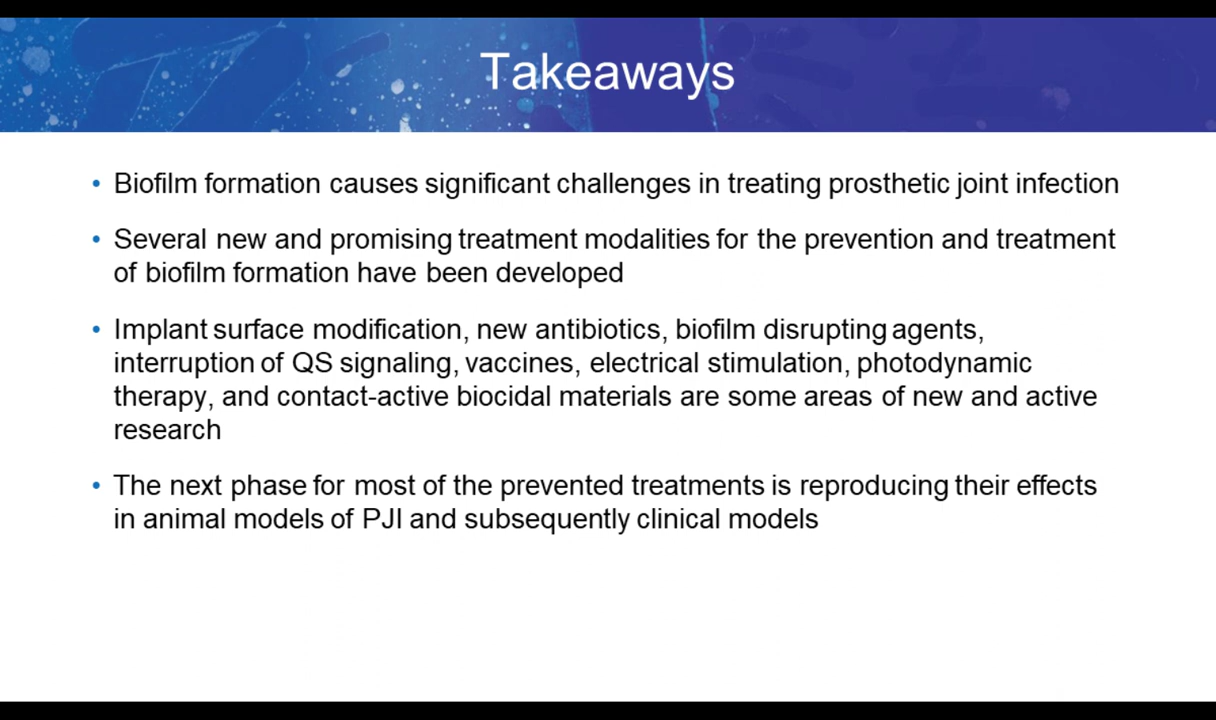 Takeaways
• Biofilm formation causes significant challenges in treating prosthetic joint infection
• Several new and promising treatment modalities for the prevention and treatment
of biofilm formation have been developed
• Implant surface modification, new antibiotics, biofilm disrupting agents,
interruption of QS signaling, vaccines, electrical stimulation, photodynamic
therapy, and contact-active biocidal materials are some areas of new and active
research
• The next phase for most of the prevented treatments is reproducing their effects
in animal models of PJI and subsequently clinical models